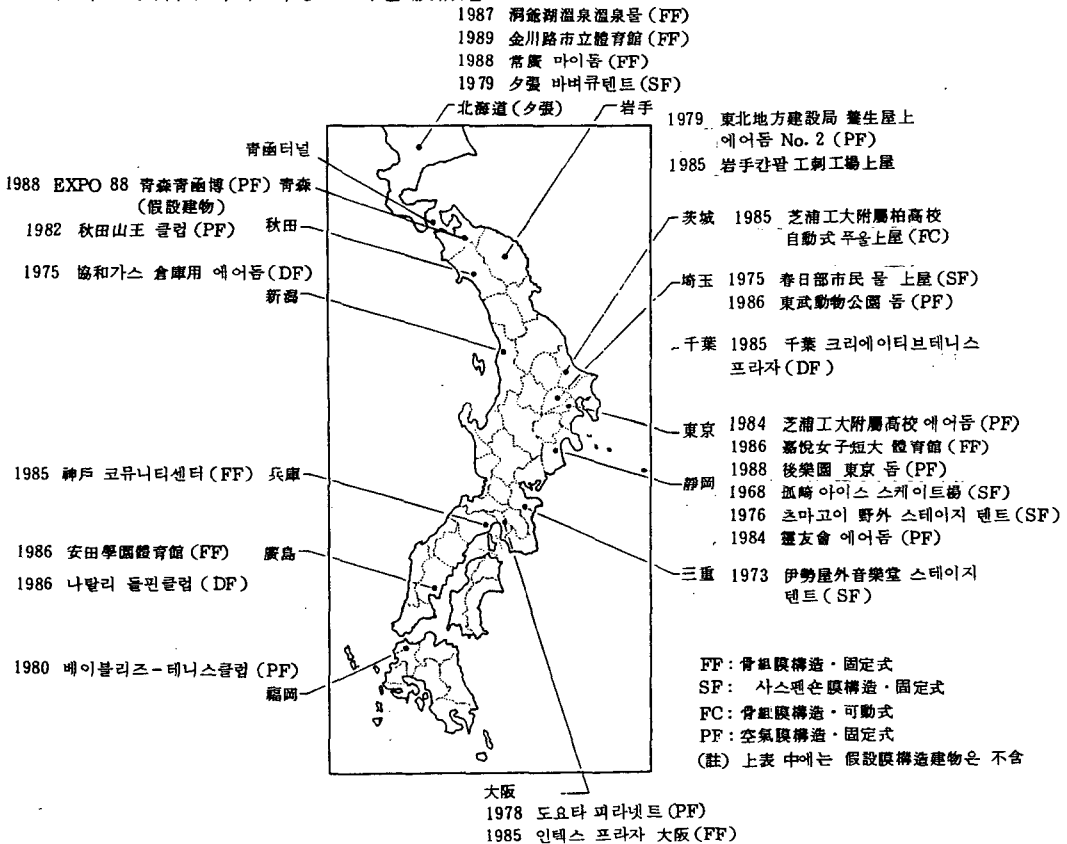 1987 洞爺湖溫泉溫泉물 (FF)
1989 金川路市立體育館 (FF)
1988 常廣 마이돔 (FF)
1979 夕張 바벼큐텐트 (SF)
北海道(夕張)
岩手
1979 東北地方建設局 養生屋上
에어돔 No. 2 (PF)
1985 岩手간팔 工刺工場上屋
青函터널
1988 EXPO 88 青森青函博 (PF) 青森
(假設建物)
1982 秋田山王 클럽 (PF) 秋田
1975 協和가스 倉庫用 에어돔 (DF)
新潟
茨城 1985 芝浦工大附屬柏高校
自動式 푸울上屋 (FC)
埼玉 1975 春日部市民 물 上屋 (SF)
1986 東武動物公園 돔 (PF)
千葉 1985 千葉 크리에이티브테니스
프라자 (DF)
東京 1984 芝浦工大附屬高校 에어돔 (PF)
1986 嘉悅女子短大 體育館 (FF)
1988 後樂園 東京 돔 (PF)
靜岡
1968 狐崎 아이스 스케이트場 (SF)
1976 츠마고이 野外 스테이지 텐트 (SF)
1984 靈友會 에어돔 (PF)
三重 1973 伊勢屋外音樂堂 스테이지
텐트 (SF)
1985 神戶 코뮤니티센터 (FF) 兵庫
1986 安田學園體育館 (FF) 廣島
1986 나탈리 돌핀클럽 (DF)
1980 베이블리즈-테니스클럽 (PF)
福岡
FF : 骨組膜構造・固定式
SF : 사스펜숀膜構造・固定式
FC : 骨組膜構造・可動式
PF : 空氣膜構造・固定式
(註) 上表 中에는 假設膜構造建物은 不含
大阪
1978 도요타 피라넷트 (PF)
1985 인텍스 프라자 大阪 (FF)